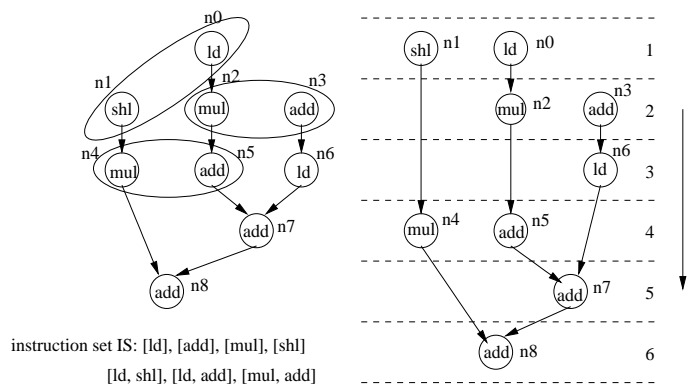 n0
ld
n1
n2
n3
shl
mul
add
n4
n5
n6
mul
add
ld
add
n7
add
n8
instruction set IS: [ld], [add], [mul], [shl]
[ld, shl], [ld, add], [mul, add]
shl
n1
ld
n0
1
mul
n2
add
n3
2
ld
n6
3
mul
n4
add
n5
4
add
n7
5
add
n8
6